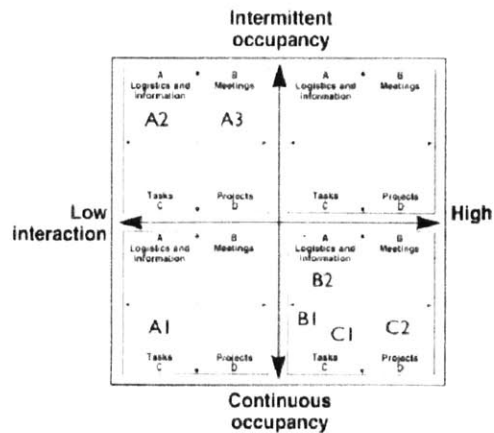 Intermittent
occupancy
A B A B
Logistics and Meetings Logistics and Meetings
information information
A2 A3
Tasks Projects Tasks Projects
C D C D
Low High
interaction
A B A B
Logistics and Meetings Logistics and Meetings
information information
B2
A1 B1 C1 C2
Tasks Projects Tasks Projects
C D C D
Continuous
occupancy